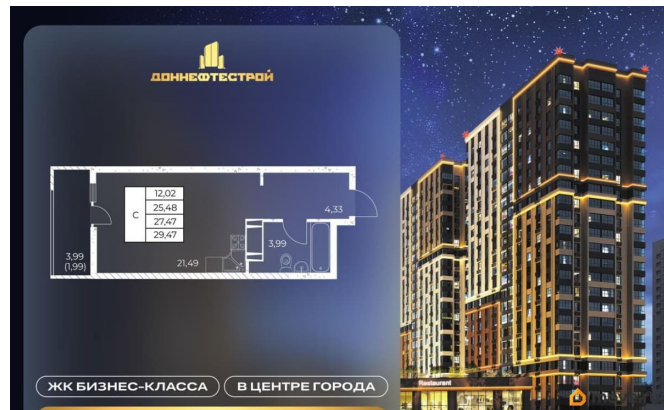 ДОННЕФТЕСТРОЙ
С
12,02
25,48
27,47
29,47
4,33
3,99
3,99
(1,99)
21,49
ЖК БИЗНЕС-КЛАССА
В ЦЕНТРЕ ГОРОДА
Restaurant